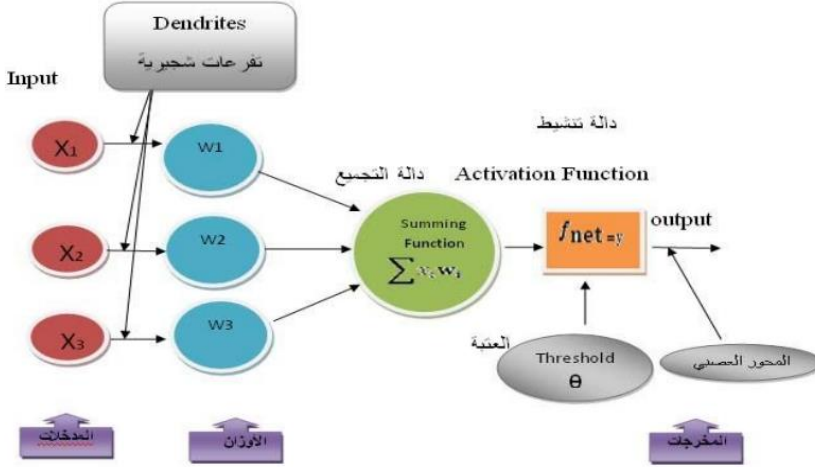 Dendrites
تفرعات شجيرية
Input
دالة تنشيط
دالة التجميع
Activation Function
X1
W1
X2
W2
Summing
Function
∑ xᵢwᵢ
fnet =y
output
X3
W3
العتبة
Threshold
θ
المحور العصبي
المدخلات
الأوزان
المخرجات